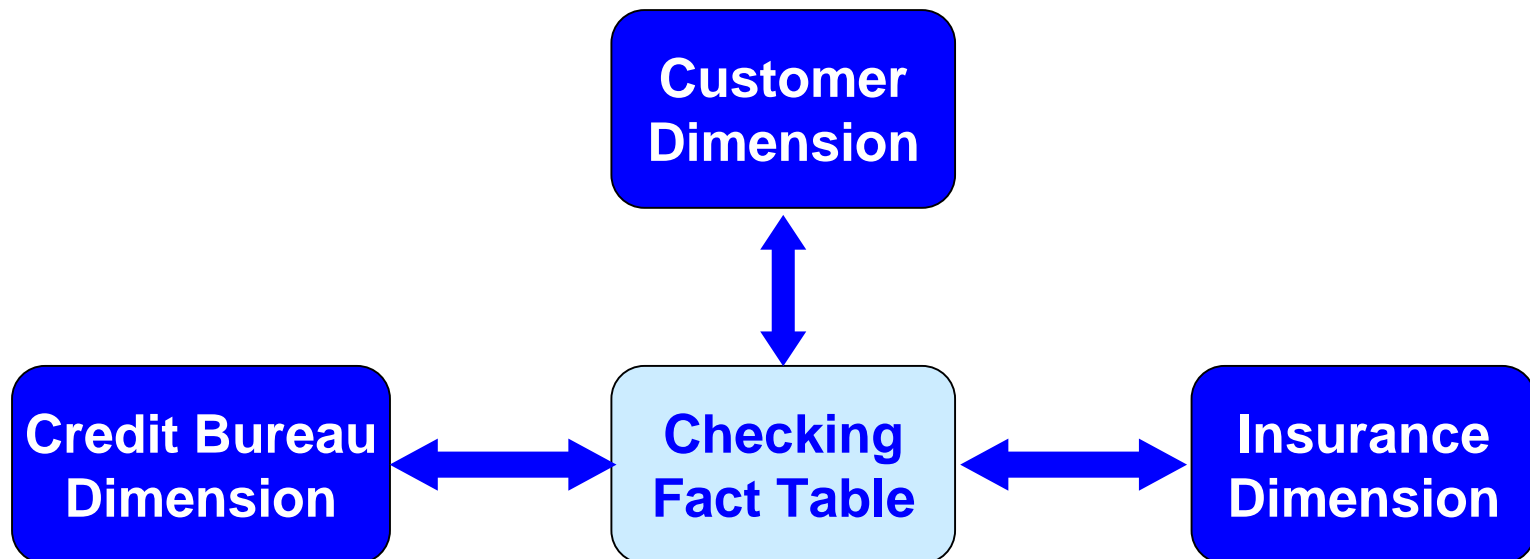 Customer
Dimension
Credit Bureau
Dimension
Checking
Fact Table
Insurance
Dimension